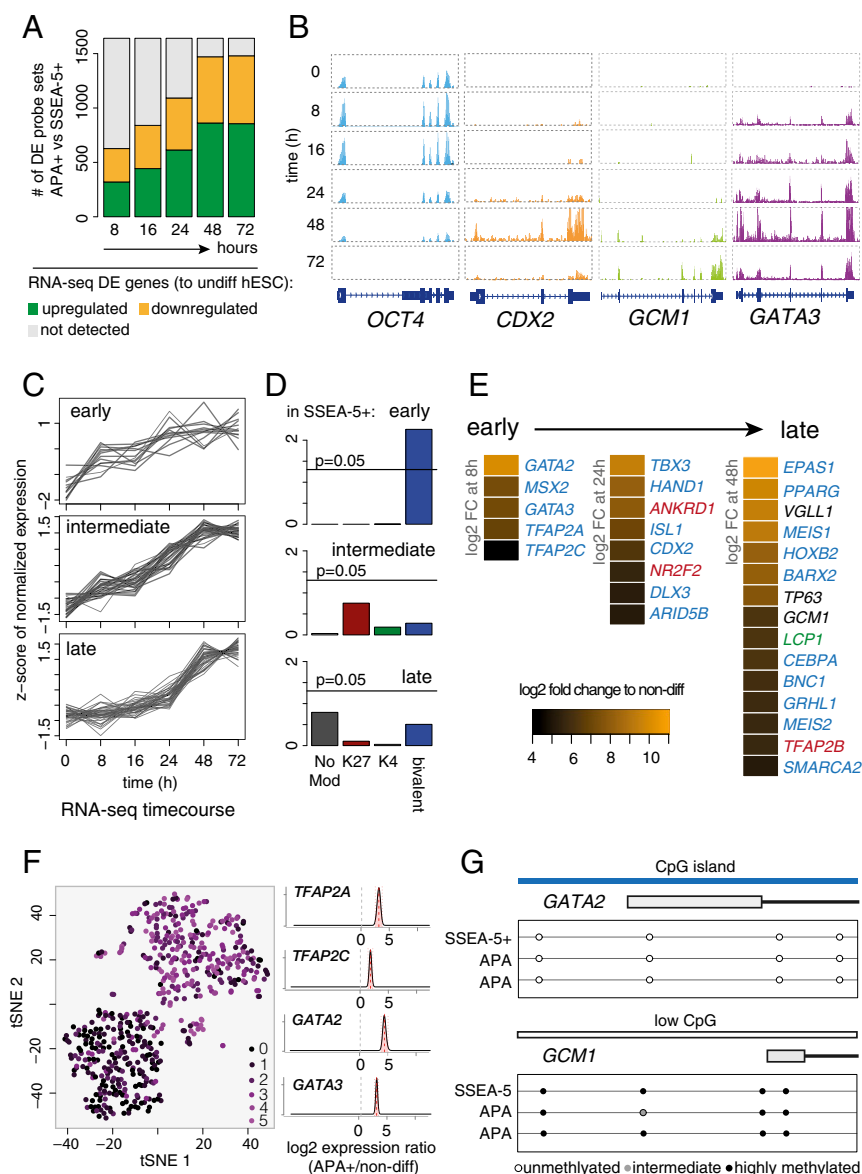 A
# of DE probe sets
APA+ vs SSEA-5+
1500
1000
500
0
8 16 24 48 72
hours
RNA-seq DE genes (to undiff hESC):
upregulated downregulated
not detected
B
time (h)
0
8
16
24
48
72
OCT4 CDX2 GCM1 GATA3
C
z-score of normalized expression
early
1
-2
intermediate
1.5
-1.5
late
1.5
-1.5
0 8 16 24 48 72
time (h)
RNA-seq timecourse
D
in SSEA-5+: early
2
p=0.05
0
intermediate
2
p=0.05
0
late
2
p=0.05
0
No Mod
K27
K4
bivalent
E
early late
log2 FC at 8h
GATA2
MSX2
GATA3
TFAP2A
TFAP2C
log2 FC at 24h
TBX3
HAND1
ANKRD1
ISL1
CDX2
NR2F2
DLX3
ARID5B
log2 FC at 48h
EPAS1
PPARG
VGLL1
MEIS1
HOXB2
BARX2
TP63
GCM1
LCP1
CEBPA
BNC1
GRHL1
MEIS2
TFAP2B
SMARCA2
log2 fold change to non-diff
4 6 8 10
F
tSNE 2
40
20
0
−20
−40
−40 −20 0 20 40
tSNE 1
0
1
2
3
4
5
TFAP2A
0 5
TFAP2C
0 5
GATA2
0 5
GATA3
0 5
log2 expression ratio
(APA+/non-diff)
G
CpG island
GATA2
SSEA-5+
APA
APA
low CpG
GCM1
SSEA-5
APA
APA
unmethlyated intermediate highly methylated